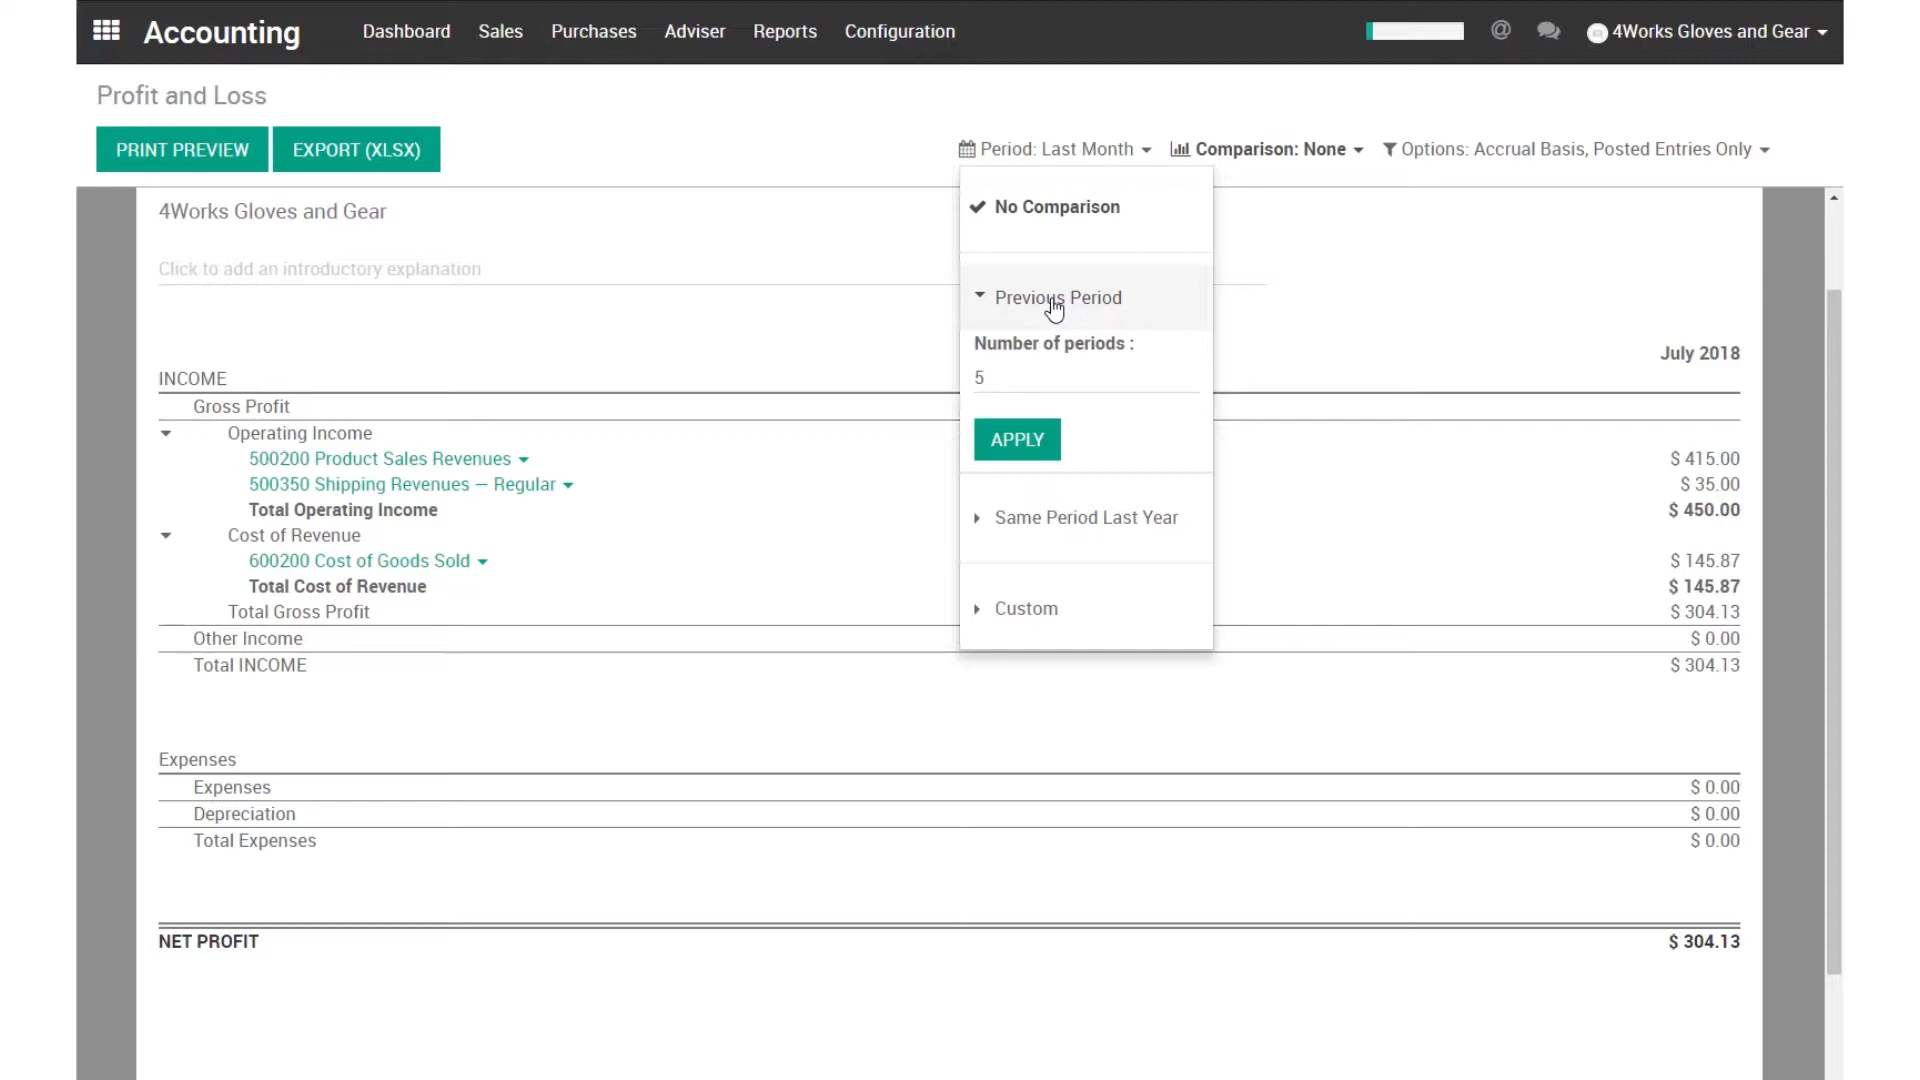 Accounting Dashboard Sales Purchases Adviser Reports Configuration @ 4Works Gloves and Gear
Profit and Loss
PRINT PREVIEW EXPORT (XLSX) Period: Last Month Comparison: None Options: Accrual Basis, Posted Entries Only
No Comparison
Previous Period
Number of periods :
5
APPLY
Same Period Last Year
Custom
4Works Gloves and Gear
Click to add an introductory explanation
July 2018
INCOME
Gross Profit
Operating Income
500200 Product Sales Revenues $ 415.00
500350 Shipping Revenues — Regular $ 35.00
Total Operating Income $ 450.00
Cost of Revenue
600200 Cost of Goods Sold $ 145.87
Total Cost of Revenue $ 145.87
Total Gross Profit $ 304.13
Other Income $ 0.00
Total INCOME $ 304.13
Expenses
Expenses $ 0.00
Depreciation $ 0.00
Total Expenses $ 0.00
NET PROFIT $ 304.13